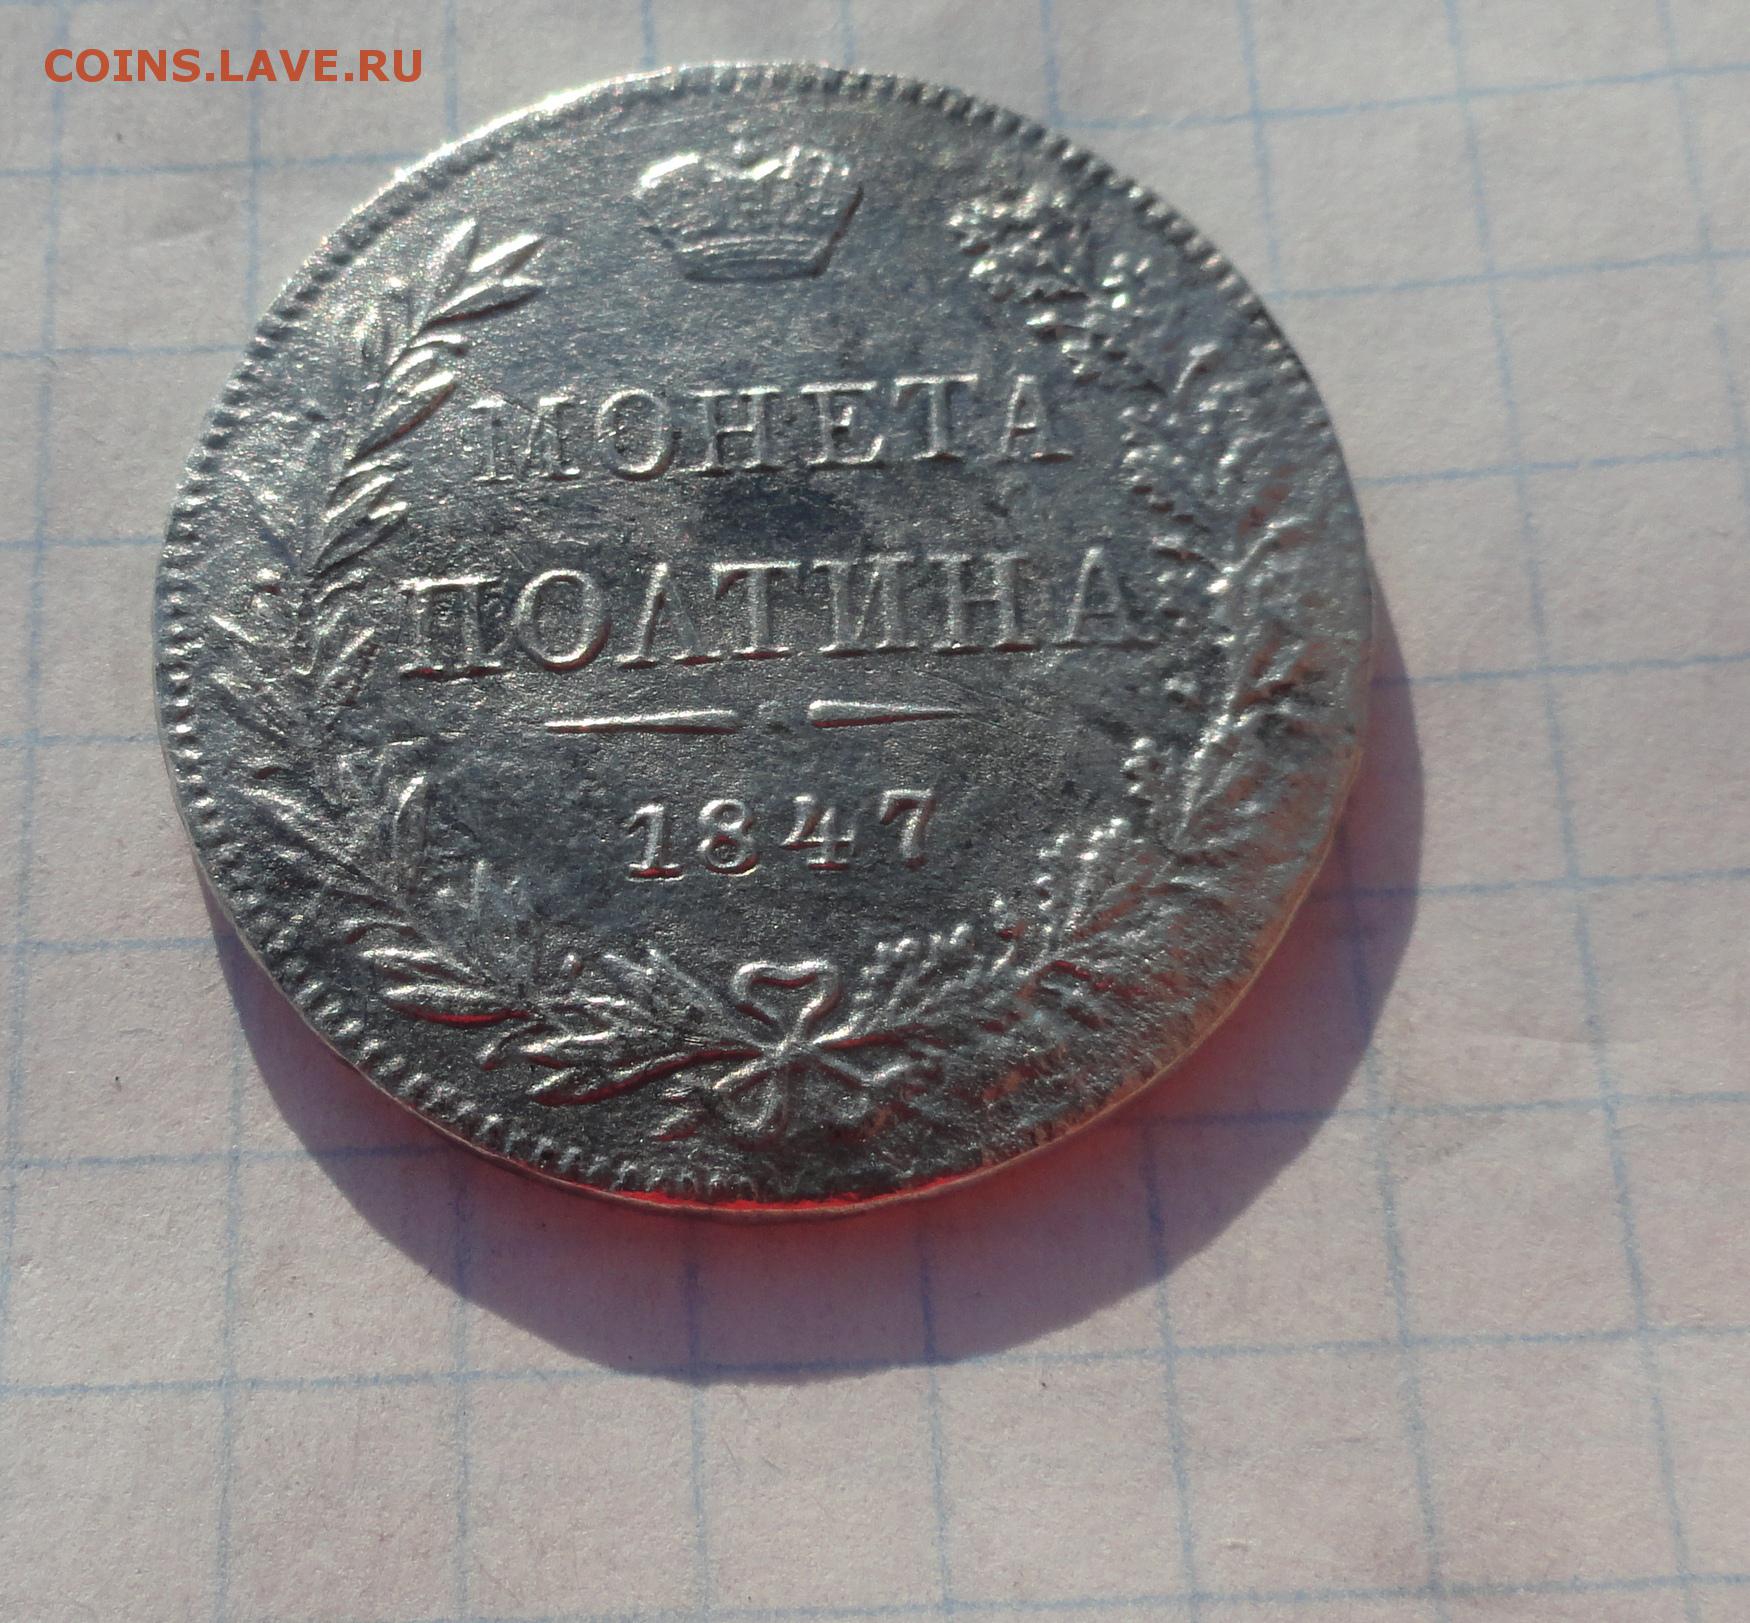 COINS.LAVE.RU
МОНЕТА
ПОЛТИНА
1847